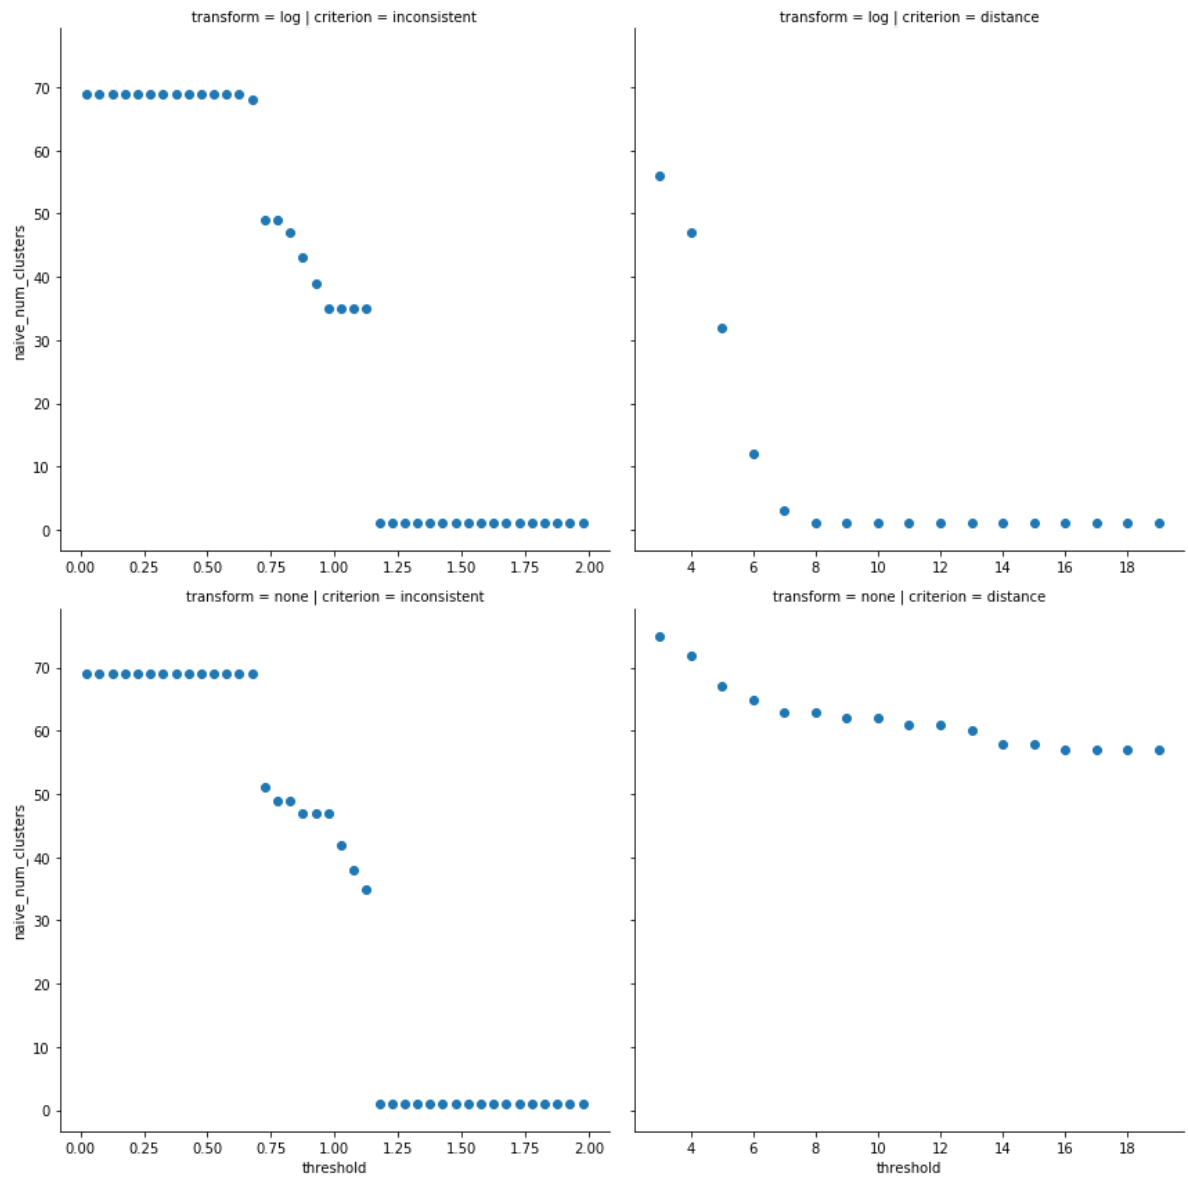 transform = log | criterion = inconsistent
transform = log | criterion = distance
naive_num_clusters
70
60
50
40
30
20
10
0
0.00 0.25 0.50 0.75 1.00 1.25 1.50 1.75 2.00
4 6 8 10 12 14 16 18
transform = none | criterion = inconsistent
transform = none | criterion = distance
naive_num_clusters
70
60
50
40
30
20
10
0
0.00 0.25 0.50 0.75 1.00 1.25 1.50 1.75 2.00
threshold
4 6 8 10 12 14 16 18
threshold